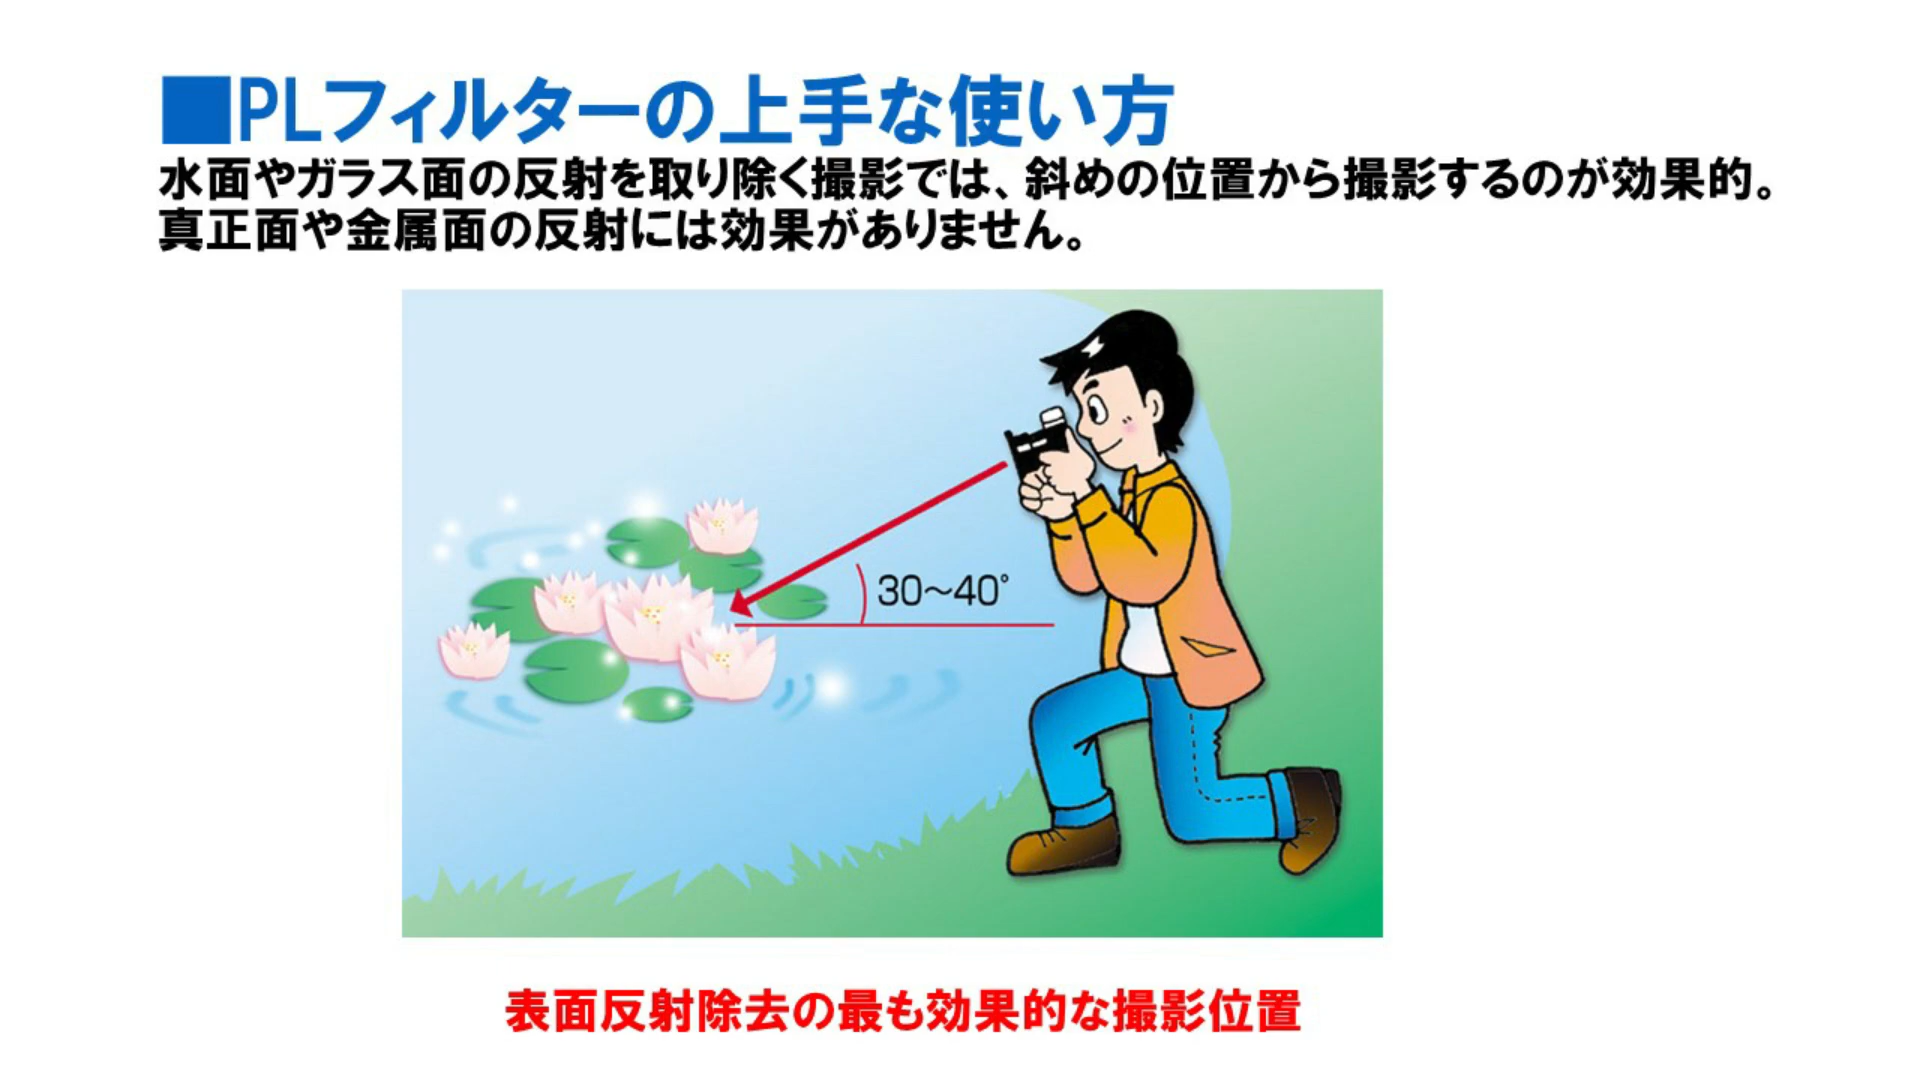 ■PLフィルターの上手な使い方
水面やガラス面の反射を取り除く撮影では、斜めの位置から撮影するのが効果的。
真正面や金属面の反射には効果がありません。
30〜40°
表面反射除去の最も効果的な撮影位置